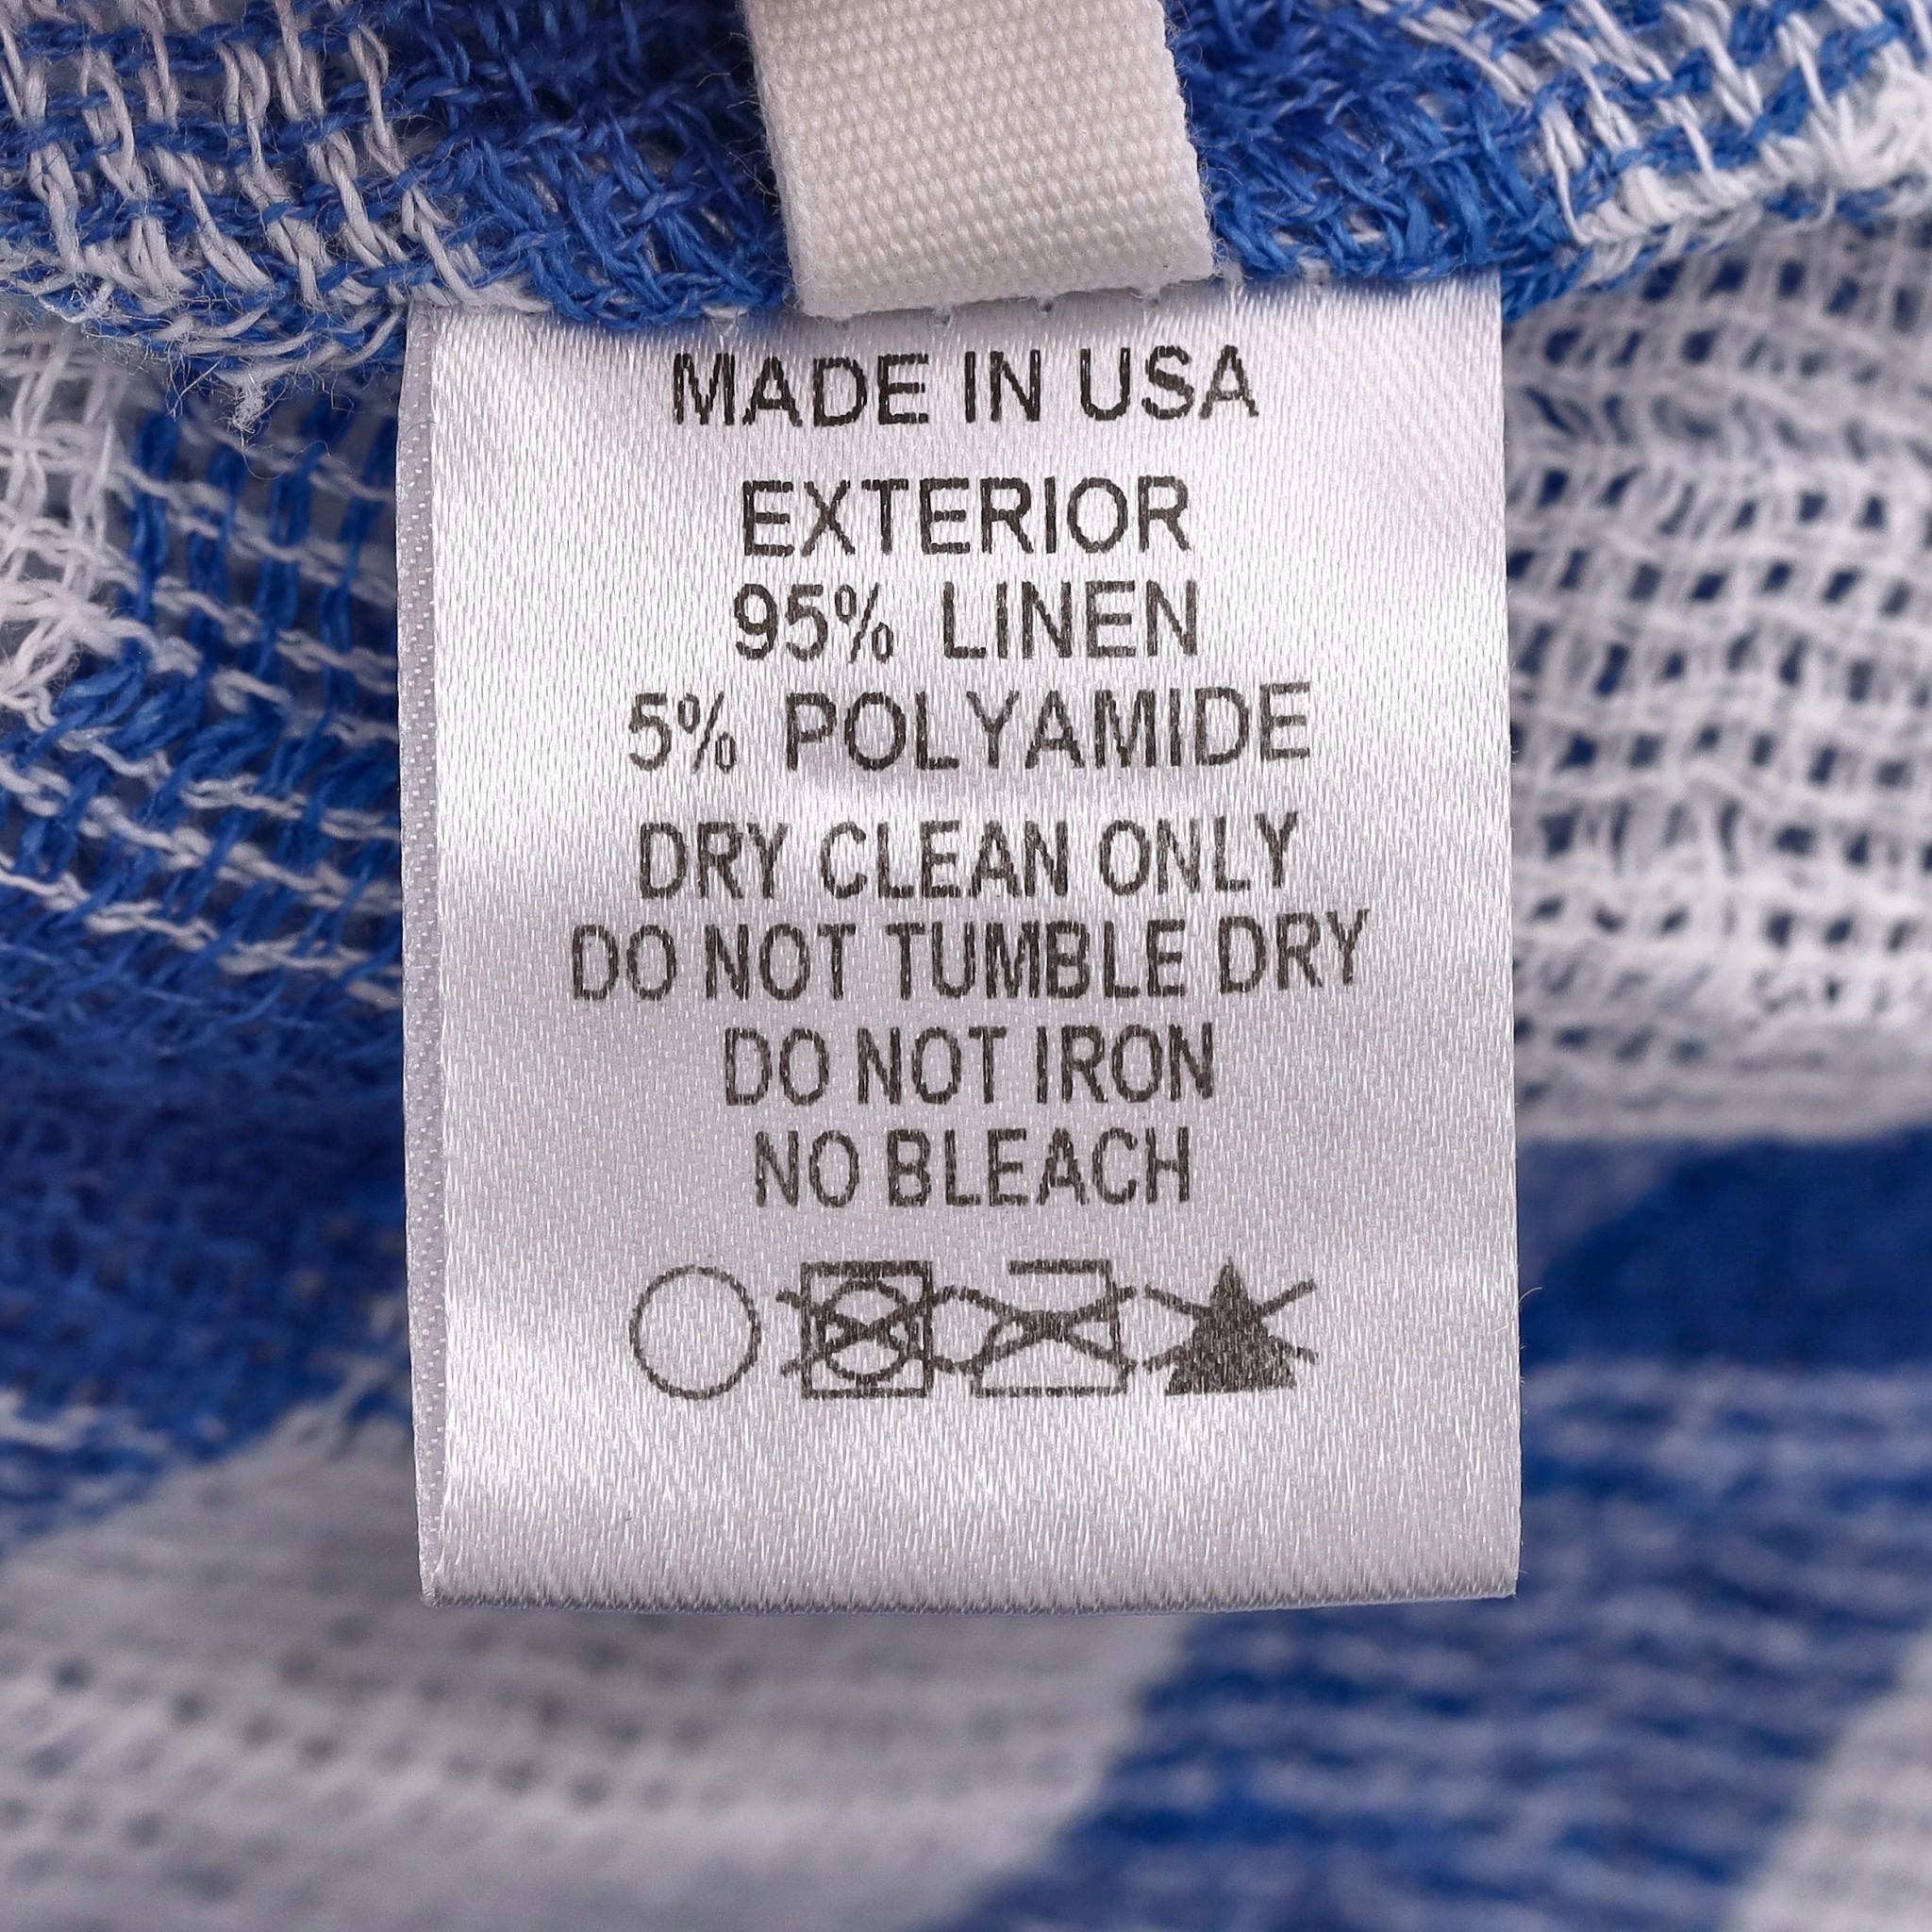 MADE IN USA
EXTERIOR
95% LINEN
5% POLYAMIDE
DRY CLEAN ONLY
DO NOT TUMBLE DRY
DO NOT IRON
NO BLEACH